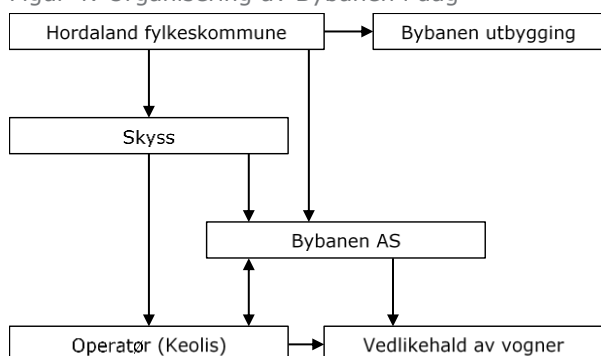 Hordaland fylkeskommune
Bybanen utbygging
Skyss
Bybanen AS
Operatør (Keolis)
Vedlikehald av vogner